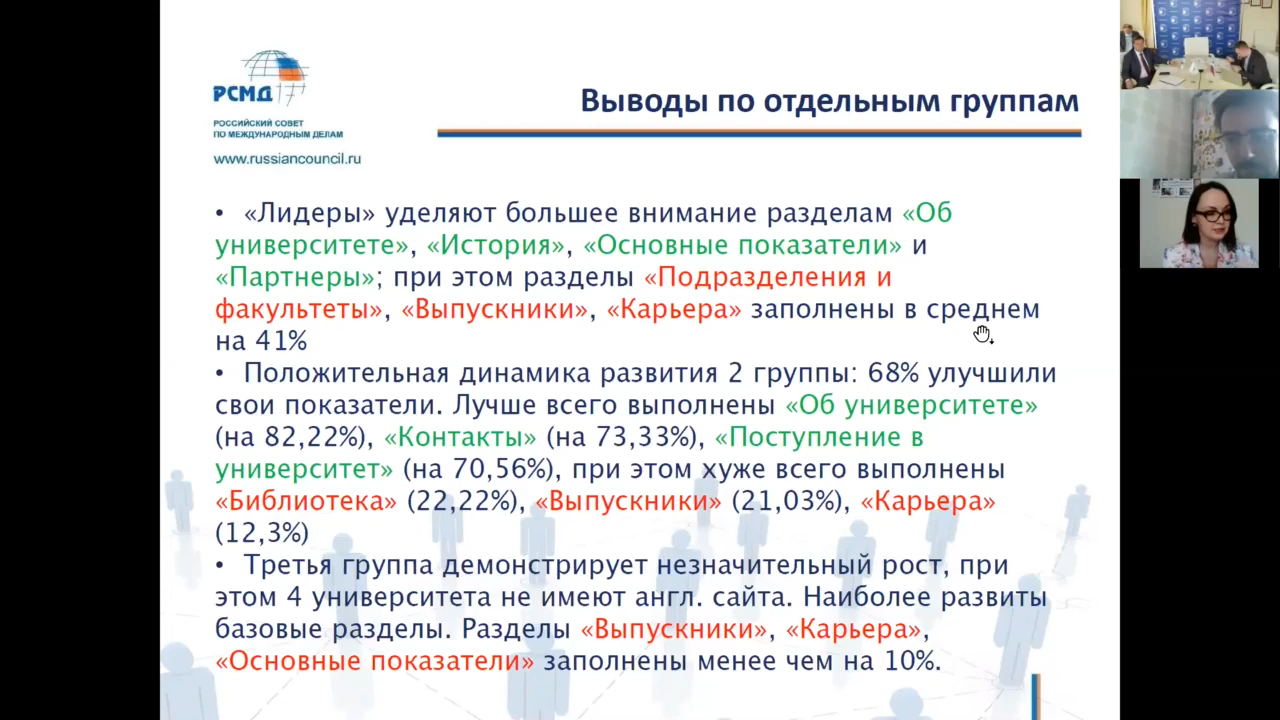 Выводы по отдельным группам
РСМД
РОССИЙСКИЙ СОВЕТ
ПО МЕЖДУНАРОДНЫМ ДЕЛАМ
www.russiancouncil.ru
• «Лидеры» уделяют большее внимание разделам «Об
университете», «История», «Основные показатели» и
«Партнеры»; при этом разделы «Подразделения и
факультеты», «Выпускники», «Карьера» заполнены в среднем
на 41%
• Положительная динамика развития 2 группы: 68% улучшили
свои показатели. Лучше всего выполнены «Об университете»
(на 82,22%), «Контакты» (на 73,33%), «Поступление в
университет» (на 70,56%), при этом хуже всего выполнены
«Библиотека» (22,22%), «Выпускники» (21,03%), «Карьера»
(12,3%)
• Третья группа демонстрирует незначительный рост, при
этом 4 университета не имеют англ. сайта. Наиболее развиты
базовые разделы. Разделы «Выпускники», «Карьера»,
«Основные показатели» заполнены менее чем на 10%.